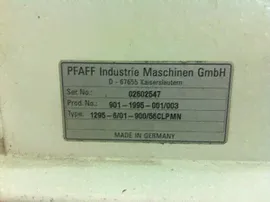 PFAFF Industrie Maschinen GmbH
D - 67655 Kaiserslautern
Ser.No.: 02602547
Prod.No.: 901-1995-001/003
Type: 1295-6/01-900/56CLPMN
MADE IN GERMANY